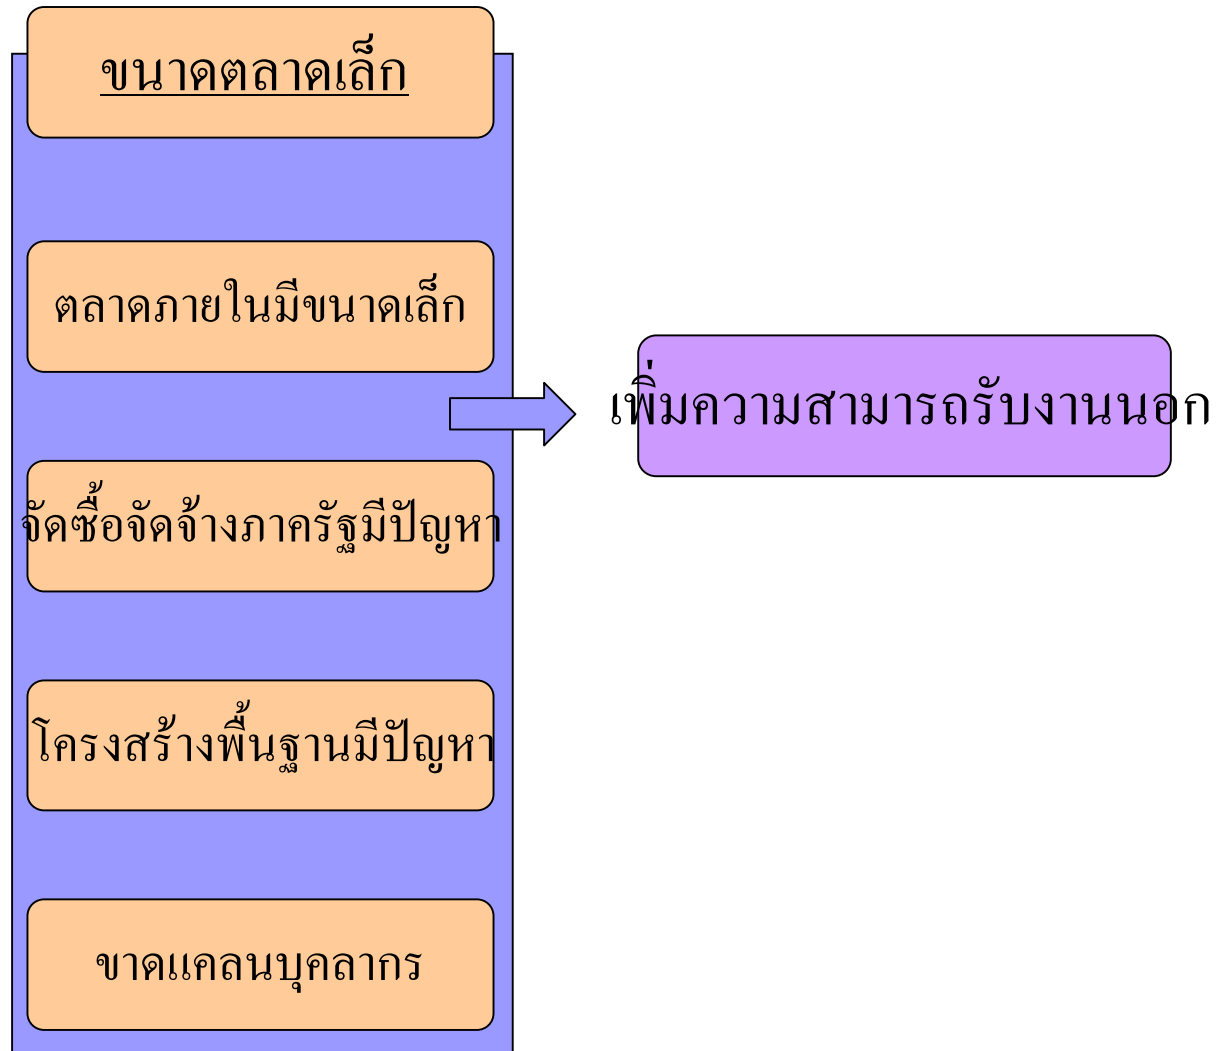 ขนาดตลาดเล็ก
ตลาดภายในมีขนาดเล็ก
เพิ่มความสามารถรับงานนอก
จัดซื้อจัดจ้างภาครัฐมีปัญหา
โครงสร้างพื้นฐานมีปัญหา
ขาดแคลนบุคลากร